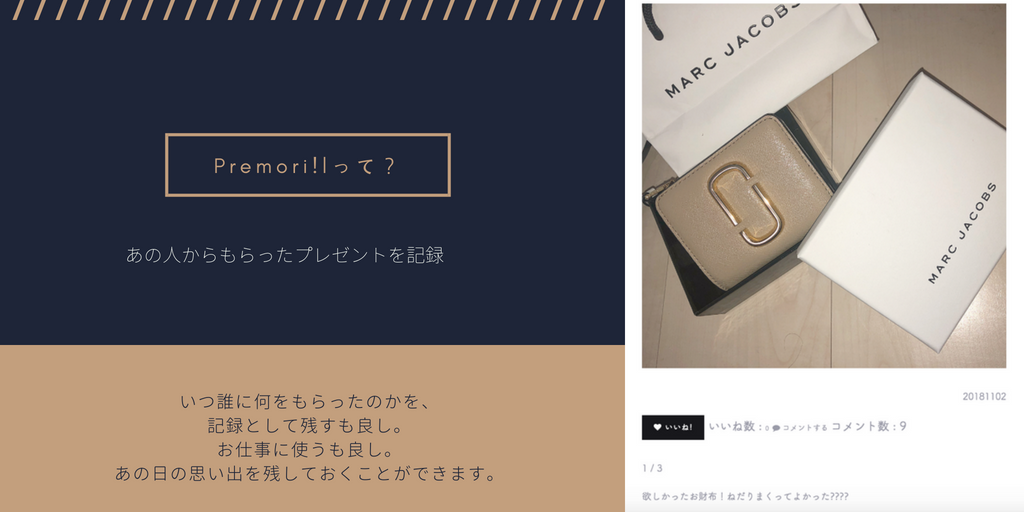 Premori!って?
あの人からもらったプレゼントを記録
いつ誰に何をもらったのかを、
記録として残すも良し。
お仕事に使うも良し。
あの日の思い出を残しておくことができます。
MARC JACOBS
MARC JACOBS
20181102
いいね! いいね数:0 コメントする コメント数:9
1 / 3
欲しかったお財布!ねだりまくってよかった????